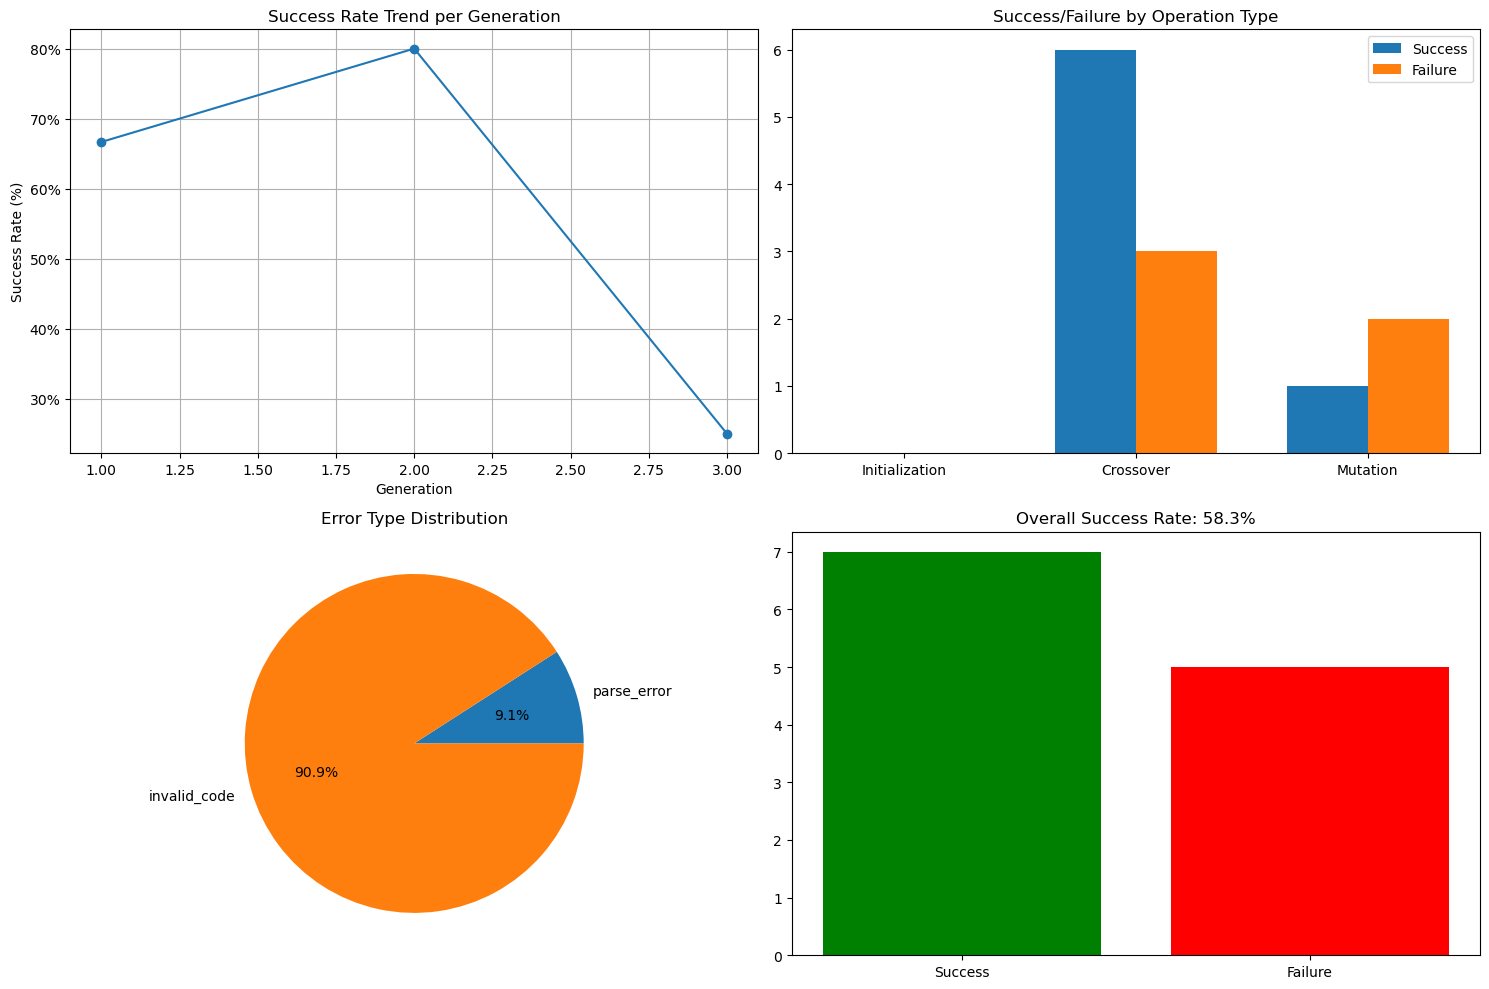 Success Rate Trend per Generation
80%
70%
60%
50%
40%
30%
Success Rate (%)
1.00 1.25 1.50 1.75 2.00 2.25 2.50 2.75 3.00
Generation
Success/Failure by Operation Type
Success
Failure
6
5
4
3
2
1
0
Initialization Crossover Mutation
Error Type Distribution
parse_error
9.1%
90.9%
invalid_code
Overall Success Rate: 58.3%
7
6
5
4
3
2
1
0
Success Failure